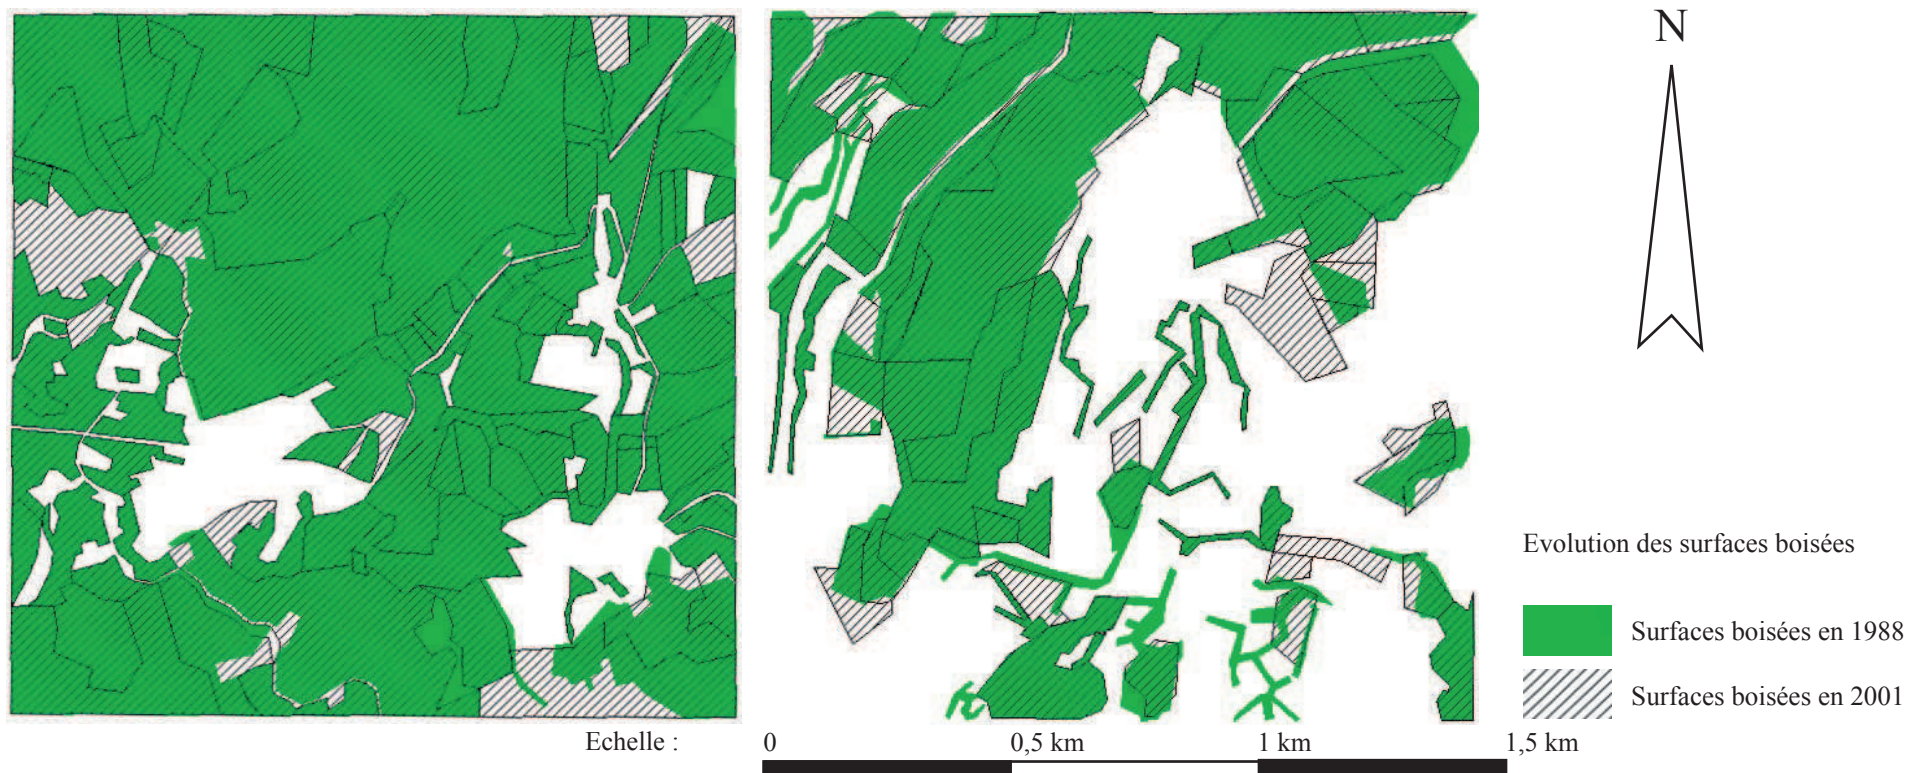 N
Evolution des surfaces boisées
Surfaces boisées en 1988
Surfaces boisées en 2001
Echelle : 0 0,5 km 1 km 1,5 km